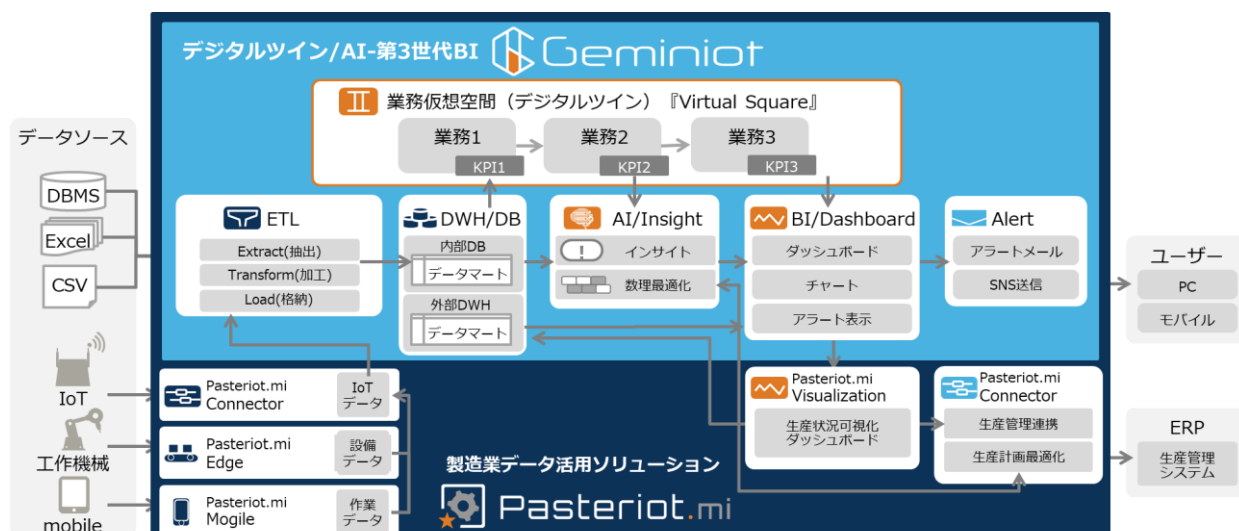 デジタルツイン/AI-第3世代BI
Geminiot
業務仮想空間（デジタルツイン）『Virtual Square』
業務1
業務2
業務3
KPI1
KPI2
KPI3
データソース
DBMS
Excel
CSV
IoT
工作機械
mobile
ETL
Extract(抽出)
Transform(加工)
Load(格納)
DWH/DB
内部DB
データマート
外部DWH
データマート
AI/Insight
インサイト
数理最適化
BI/Dashboard
ダッシュボード
チャート
アラート表示
Alert
アラートメール
SNS送信
ユーザー
PC
モバイル
Pasteriot.mi
Connector
IoT
データ
Pasteriot.mi
Edge
設備
データ
Pasteriot.mi
Mogile
作業
データ
製造業データ活用ソリューション
Pasteriot.mi
Pasteriot.mi
Visualization
生産状況可視化
ダッシュボード
Pasteriot.mi
Connector
生産管理連携
生産計画最適化
ERP
生産管理
システム